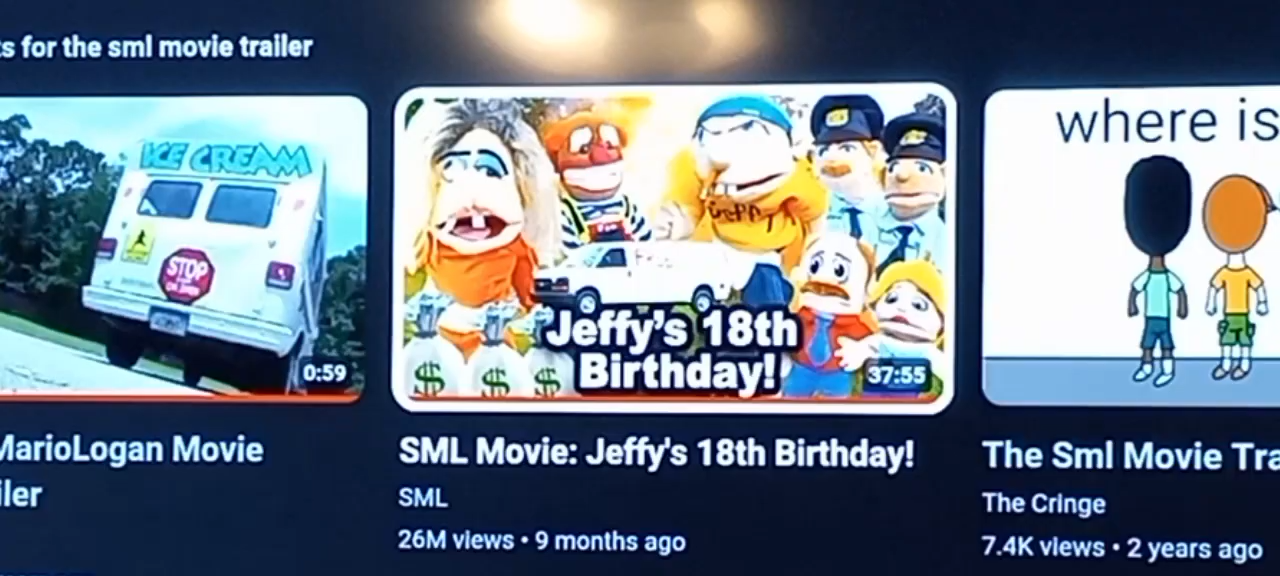 s for the sml movie trailer
ICE CREAM
STOP
0:59
MarioLogan Movie
iler
Jeffy's 18th
Birthday!
$ $ $
37:55
SML Movie: Jeffy's 18th Birthday!
SML
26M views • 9 months ago
where is
The Sml Movie Tra
The Cringe
7.4K views • 2 years ago